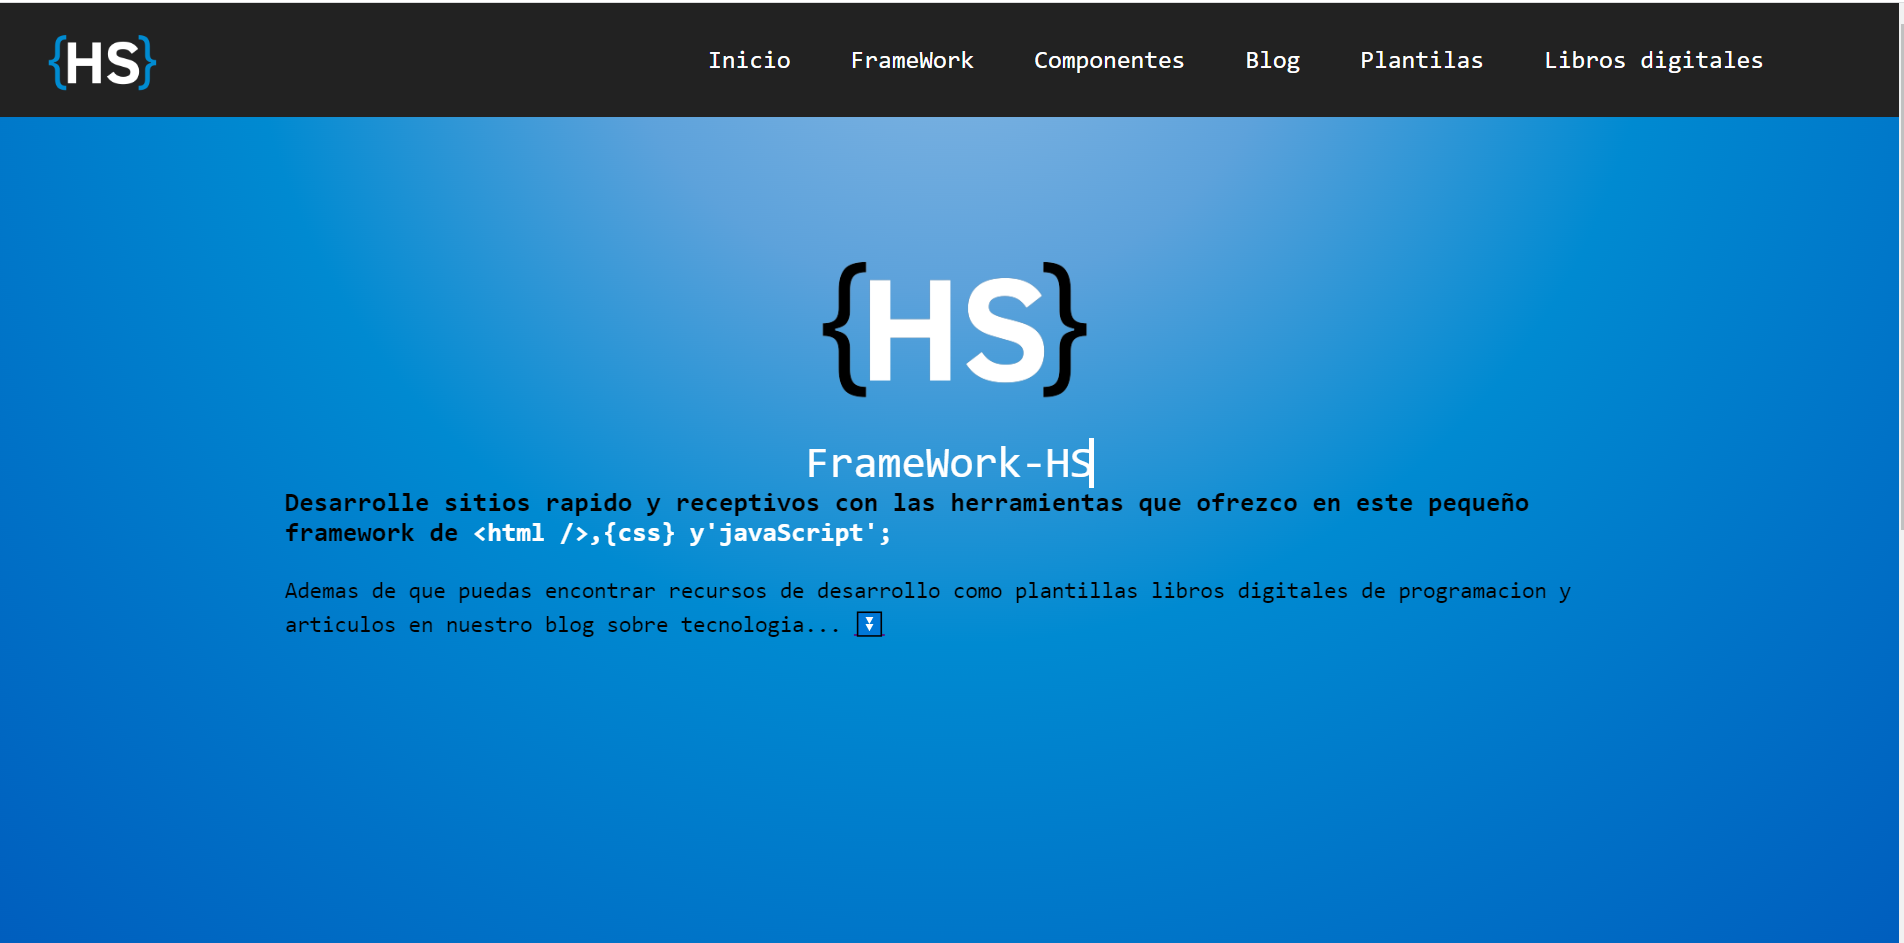 {HS}
Inicio FrameWork Componentes Blog Plantilas Libros digitales
{HS}
FrameWork-HS
Desarrolle sitios rapido y receptivos con las herramientas que ofrezco en este pequeño
framework de <html />,{css} y'javaScript';
Ademas de que puedas encontrar recursos de desarrollo como plantillas libros digitales de programacion y
articulos en nuestro blog sobre tecnologia...